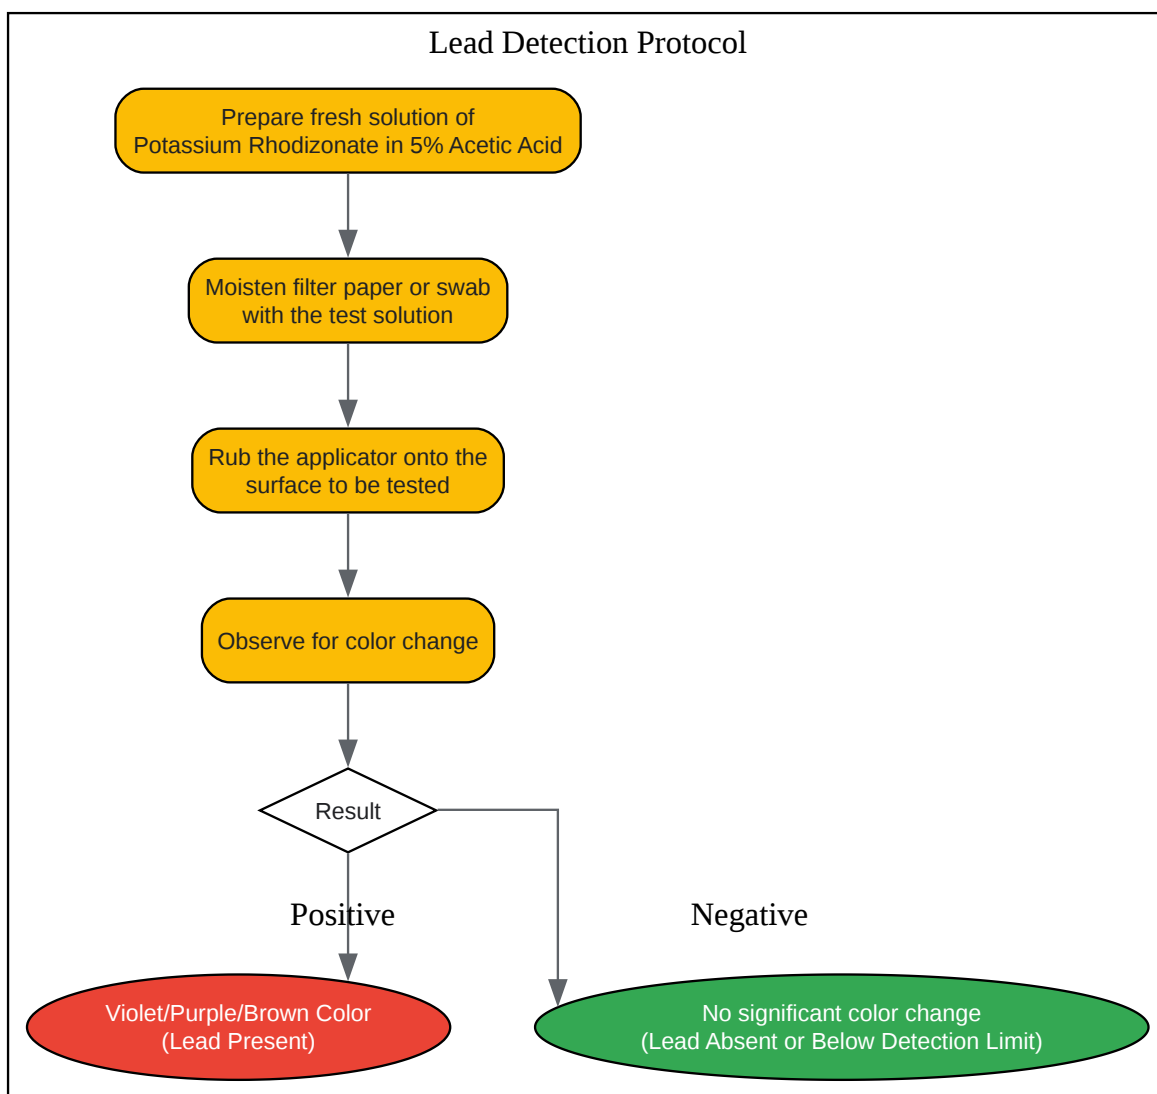 Lead Detection Protocol
Prepare fresh solution of
Potassium Rhodizonate in 5% Acetic Acid
Moisten filter paper or swab
with the test solution
Rub the applicator onto the
surface to be tested
Observe for color change
Result
Positive
Negative
Violet/Purple/Brown Color
(Lead Present)
No significant color change
(Lead Absent or Below Detection Limit)